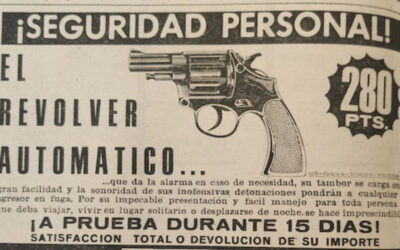 ¡SEGURIDAD PERSONAL!
EL
REVOLVER
AUTOMATICO...
280
PTS.
...que da la alarma en caso de necesidad, su tambor se carga con
gran facilidad y la sonoridad de sus inofensivas detonaciones pondrán a cualquier
agresor en fuga. Por su impecable presentación y facil manejo para toda persona
que deba viajar, vivir en lugar solitario o desplazarse de noche.se hace imprescindible
¡A PRUEBA DURANTE 15 DIAS!
SATISFACCION TOTAL O DEVOLUCION DE SU IMPORTE